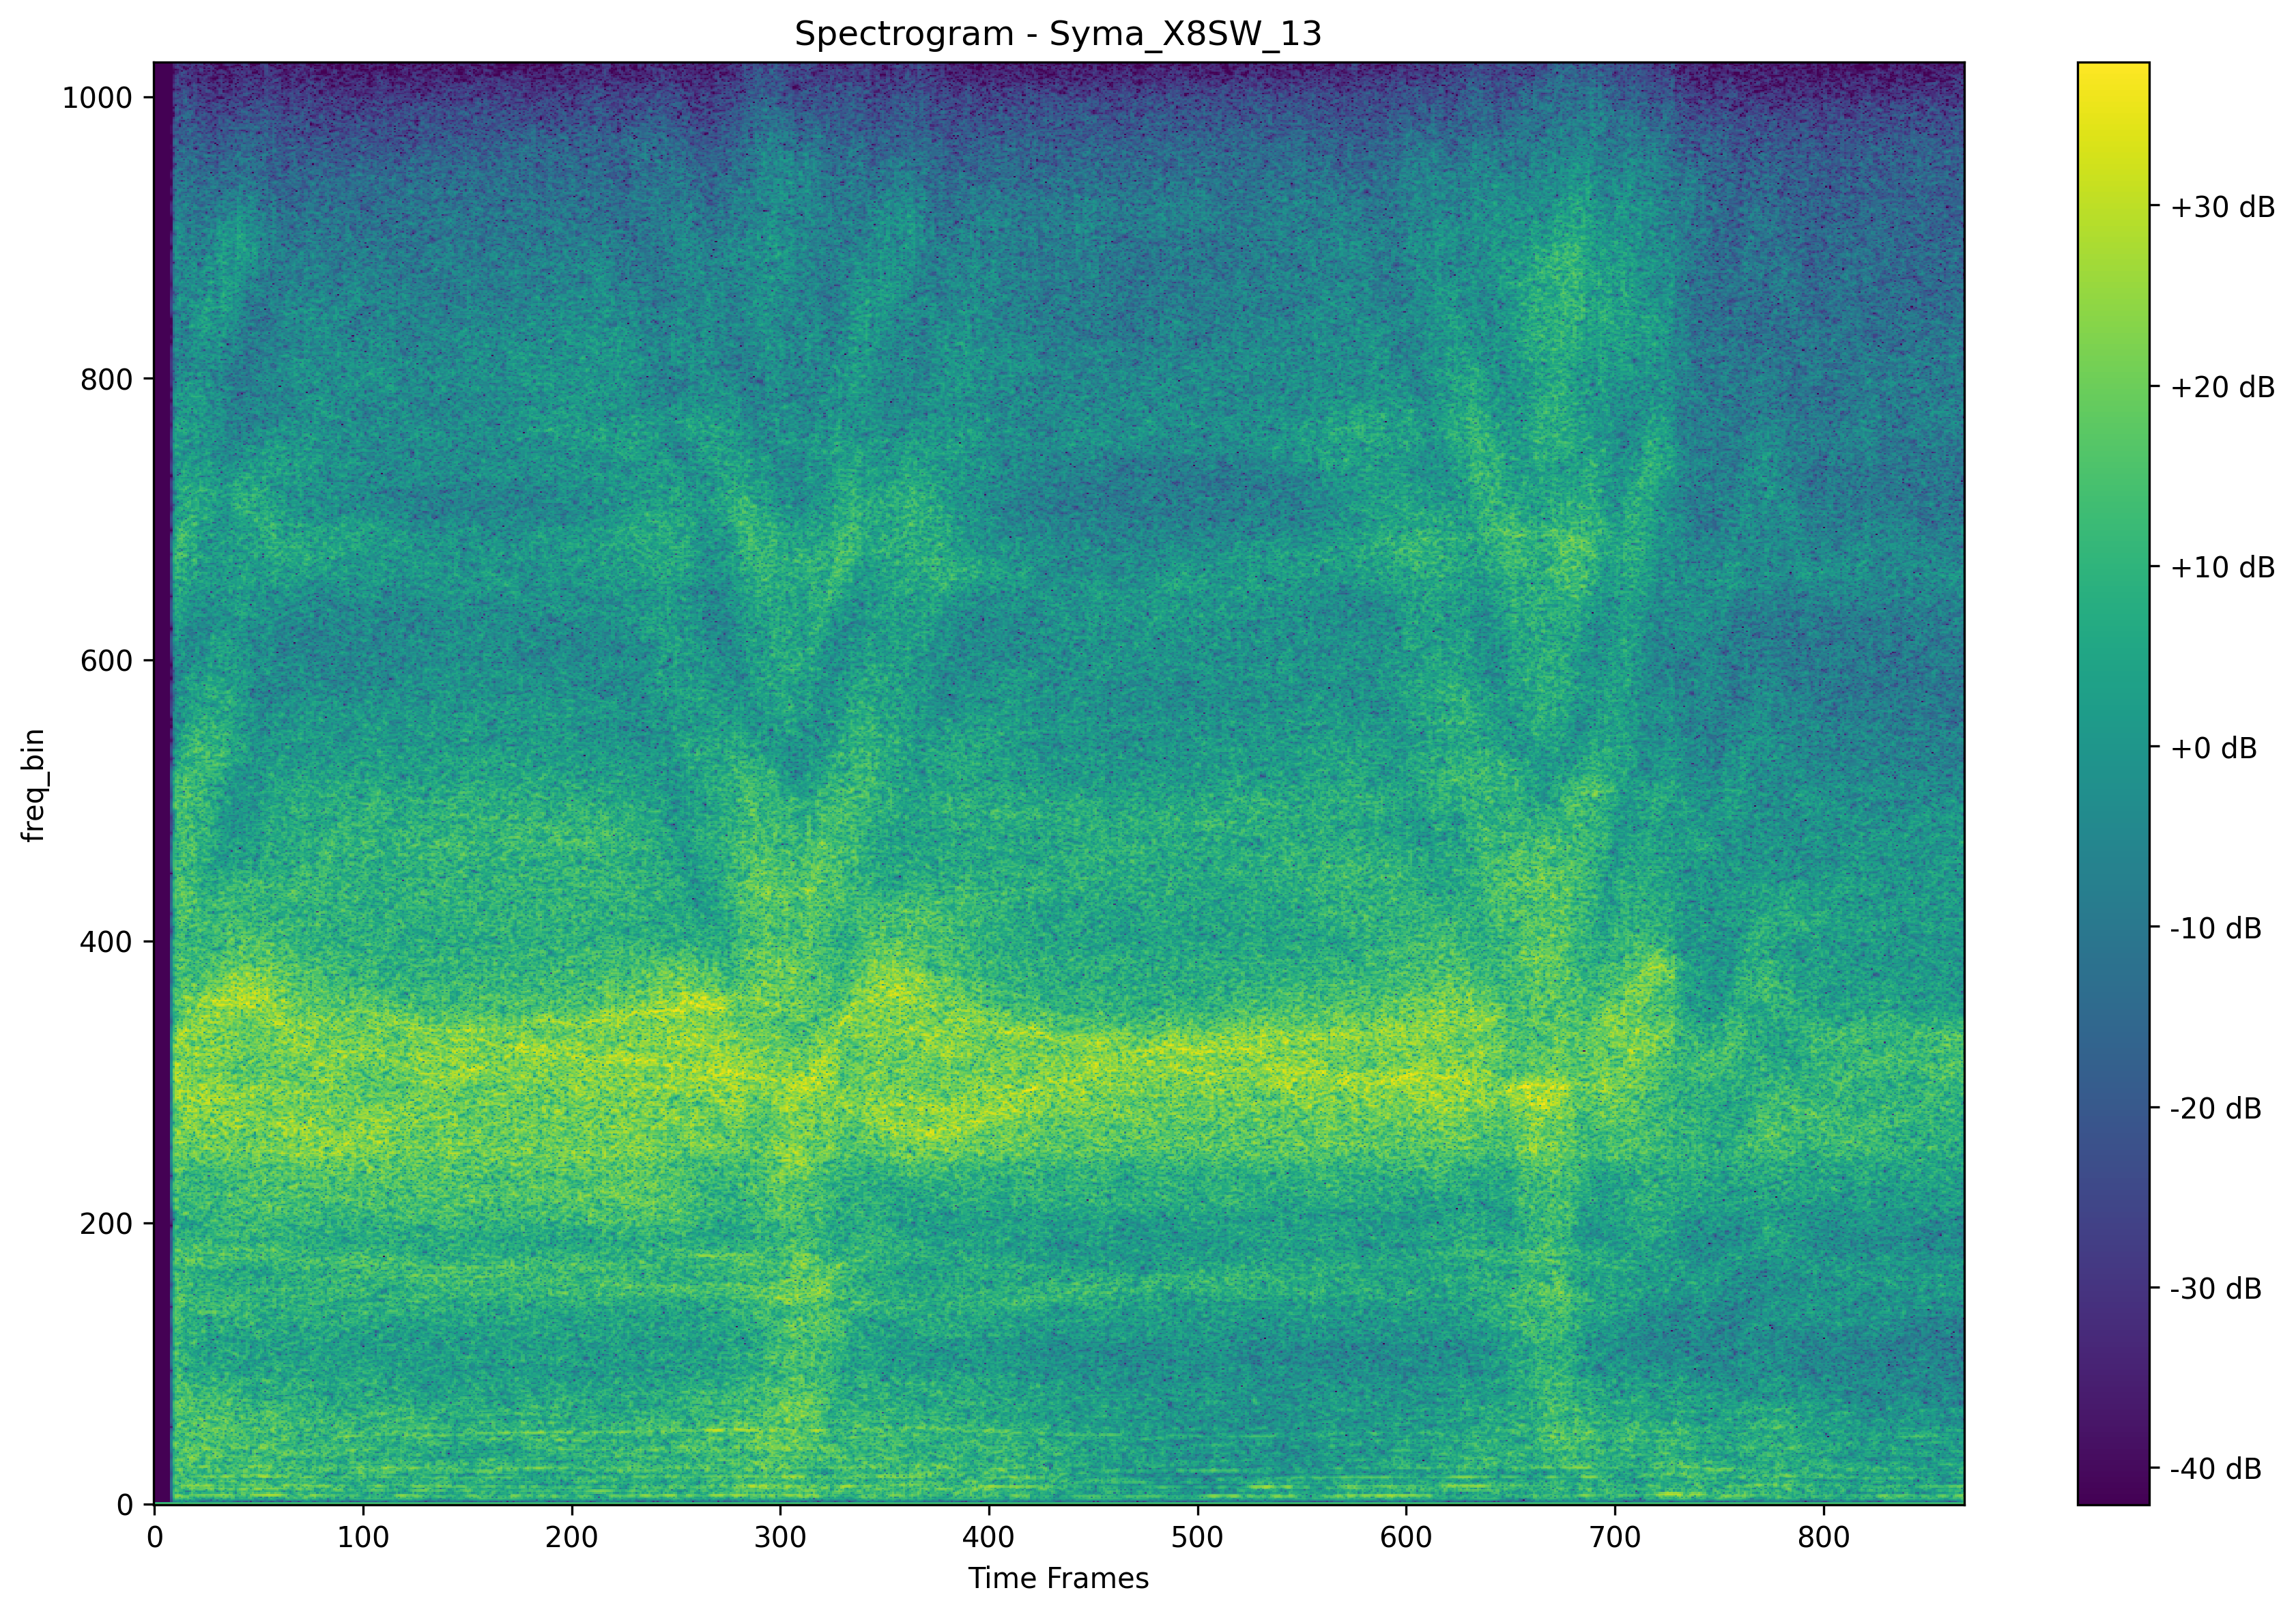 Spectrogram - Syma_X8SW_13
freq_bin
1000
800
600
400
200
0
0 100 200 300 400 500 600 700 800
Time Frames
+30 dB
+20 dB
+10 dB
+0 dB
-10 dB
-20 dB
-30 dB
-40 dB